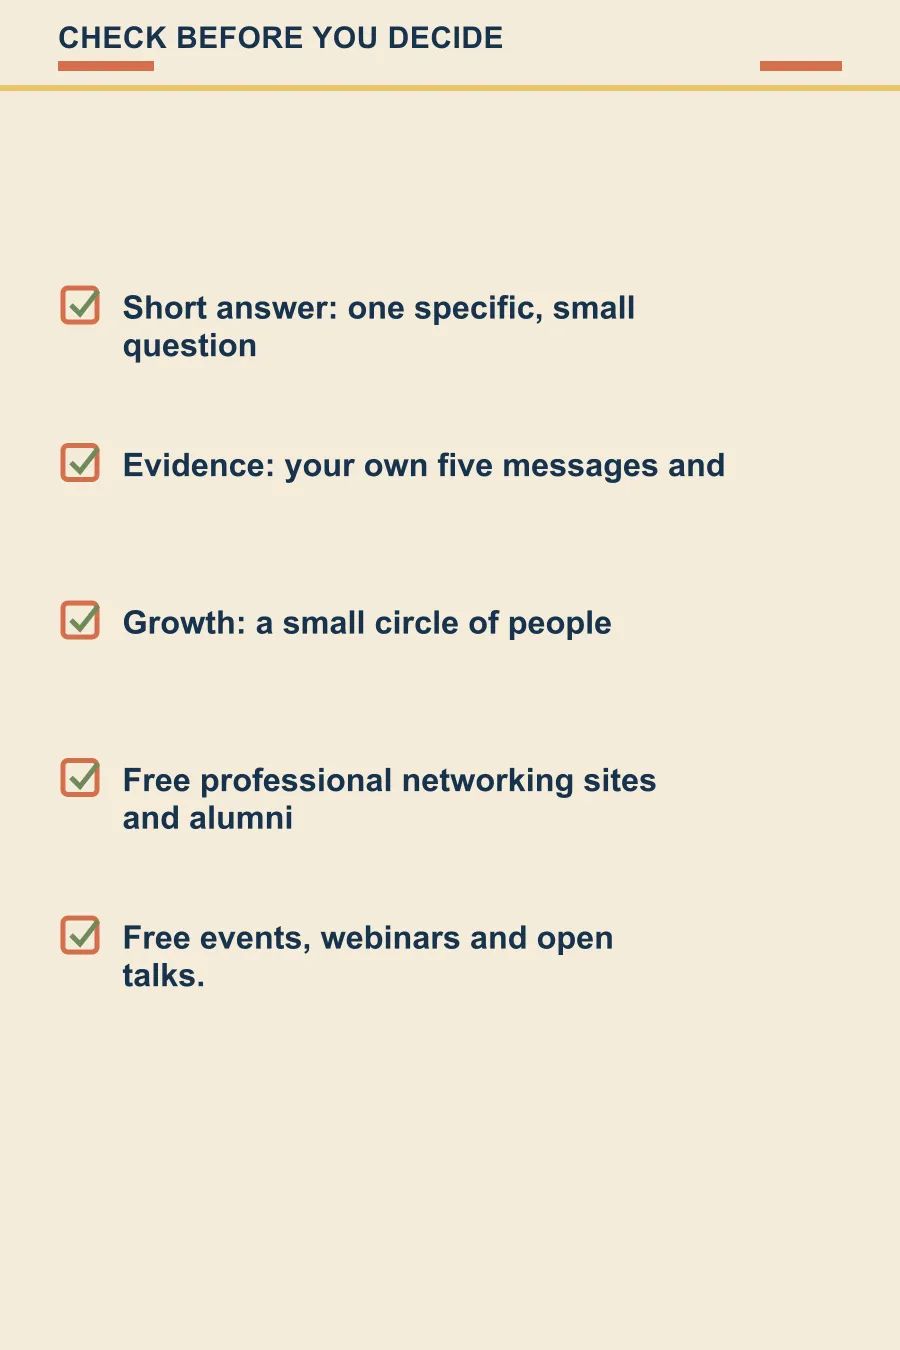 CHECK BEFORE YOU DECIDE
Short answer: one specific, small
question
Evidence: your own five messages and
Growth: a small circle of people
Free professional networking sites
and alumni
Free events, webinars and open
talks.